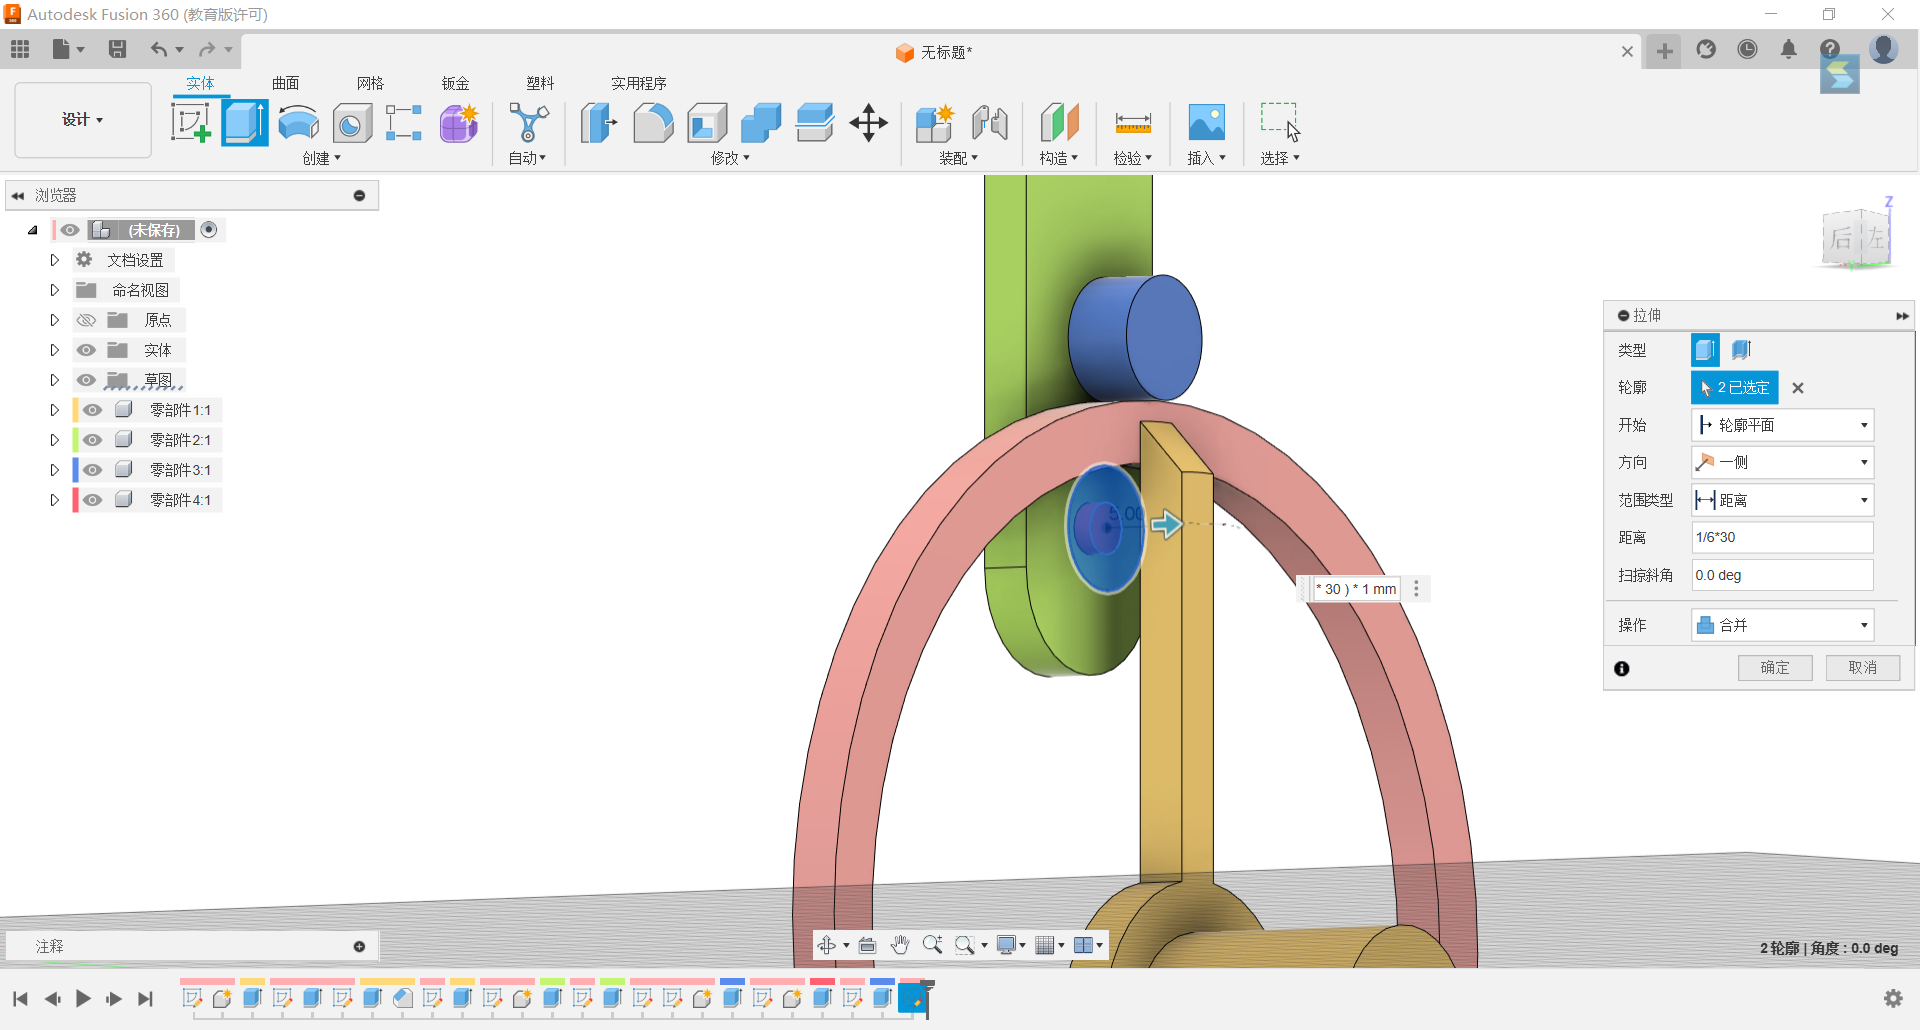 Autodesk Fusion 360 (教育版许可)
无标题*
实体 曲面 网格 钣金 塑料 实用程序
设计
创建 自动 修改 装配 构造 检验 插入 选择
浏览器
(未保存)
文档设置
命名视图
原点
实体
草图
零部件1:1
零部件2:1
零部件3:1
零部件4:1
Z
后 左
拉伸
类型
轮廓 2 已选定
开始 轮廓平面
方向 一侧
范围类型 距离
距离 1/6*30
扫掠斜角 0.0 deg
操作 合并
确定 取消
5.00
* 30 ) * 1 mm
注释
2 轮廓 | 角度 : 0.0 deg